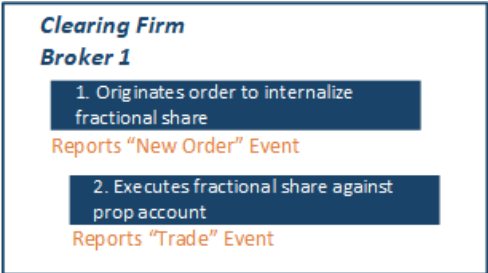 Clearing Firm
Broker 1
1. Originates order to internalize
fractional share
Reports “New Order” Event
2. Executes fractional share against
prop account
Reports “Trade” Event